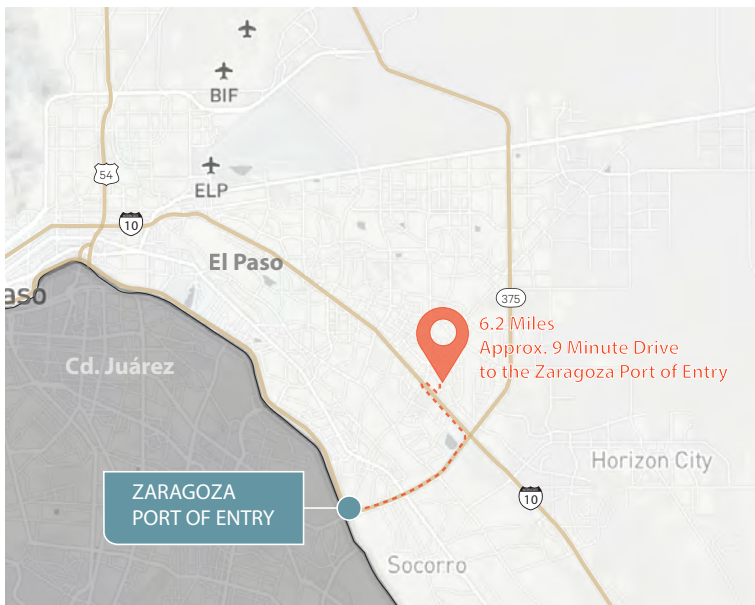 BIF
54
ELP
10
El Paso
aso
375
6.2 Miles
Approx. 9 Minute Drive
to the Zaragoza Port of Entry
Cd. Juárez
Horizon City
ZARAGOZA
PORT OF ENTRY
10
Socorro